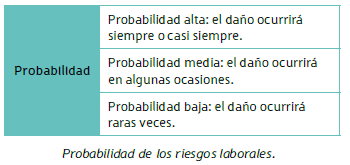 Probabilidad
Probabilidad alta: el daño ocurrirá
siempre o casi siempre.
Probabilidad media: el daño ocurrirá
en algunas ocasiones.
Probabilidad baja: el daño ocurrirá
raras veces.
Probabilidad de los riesgos laborales.